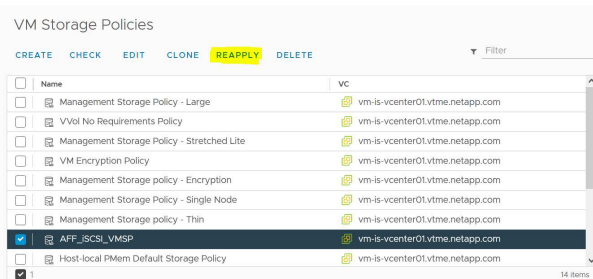 VM Storage Policies
CREATE CHECK EDIT CLONE REAPPLY DELETE Filter
Name VC
Management Storage Policy - Large vm-is-vcenter01.vtme.netapp.com
VVol No Requirements Policy vm-is-vcenter01.vtme.netapp.com
Management Storage Policy - Stretched Lite vm-is-vcenter01.vtme.netapp.com
VM Encryption Policy vm-is-vcenter01.vtme.netapp.com
Management Storage policy - Encryption vm-is-vcenter01.vtme.netapp.com
Management Storage Policy - Single Node vm-is-vcenter01.vtme.netapp.com
Management Storage policy - Thin vm-is-vcenter01.vtme.netapp.com
AFF_iSCSI_VMSP vm-is-vcenter01.vtme.netapp.com
Host-local PMem Default Storage Policy vm-is-vcenter01.vtme.netapp.com
1 14 items